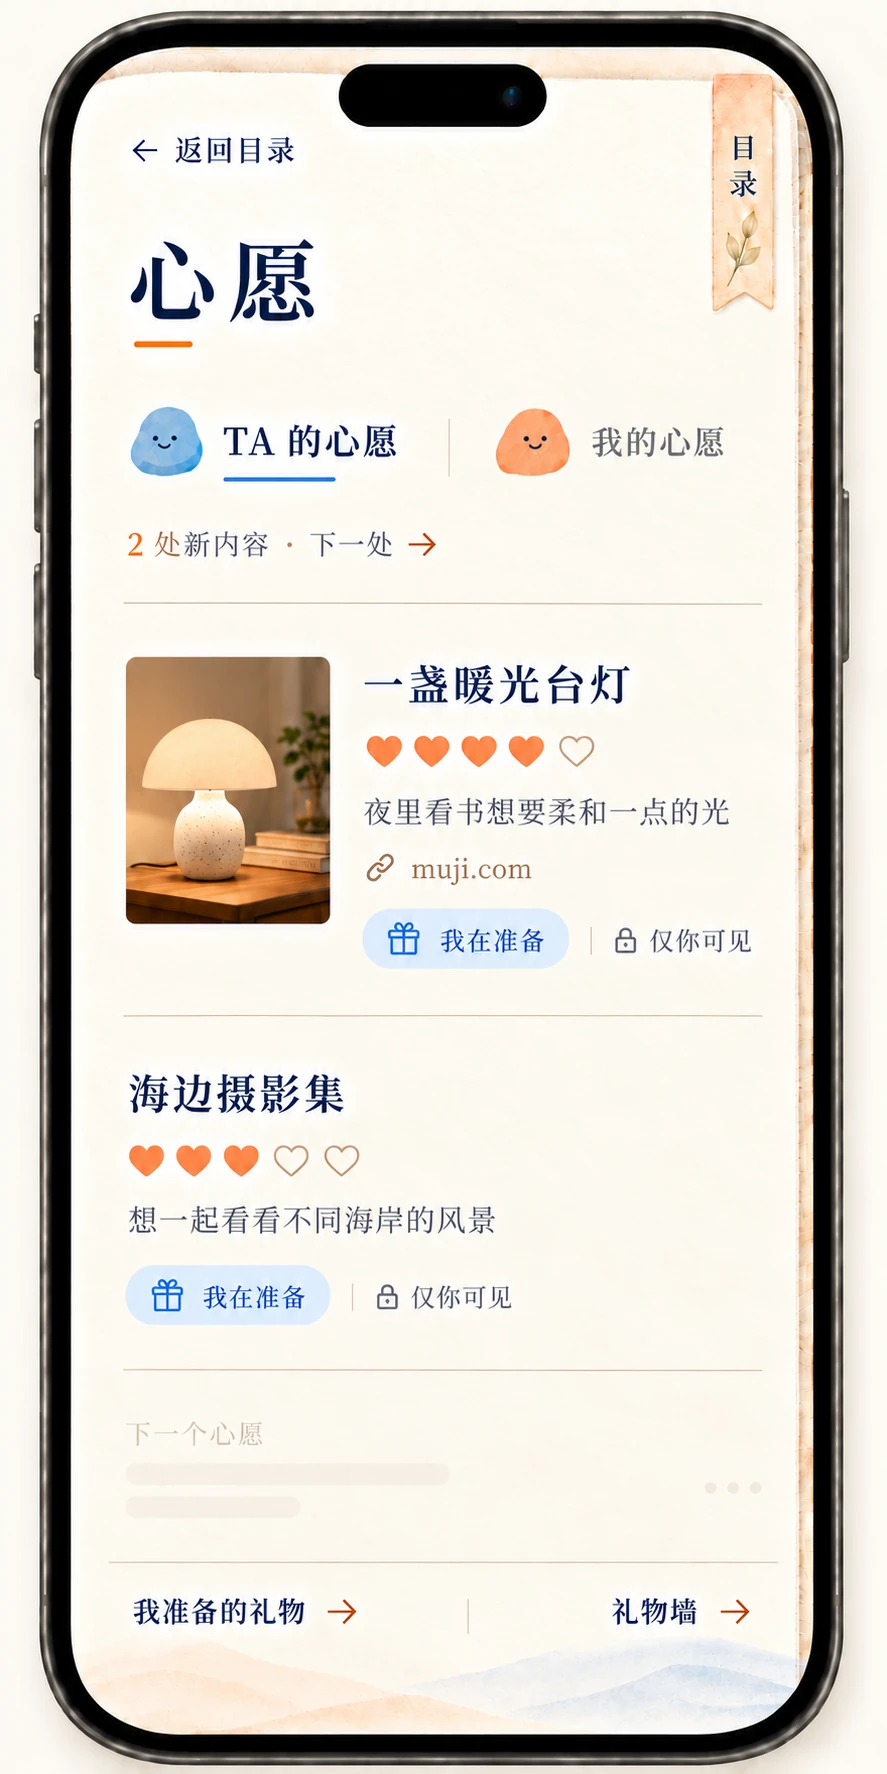 ← 返回目录
目录
心愿
TA 的心愿
我的心愿
2 处新内容 · 下一处 →
一盏暖光台灯
夜里看书想要柔和一点的光
muji.com
我在准备
仅你可见
海边摄影集
想一起看看不同海岸的风景
我在准备
仅你可见
下一个心愿
我准备的礼物 →
礼物墙 →